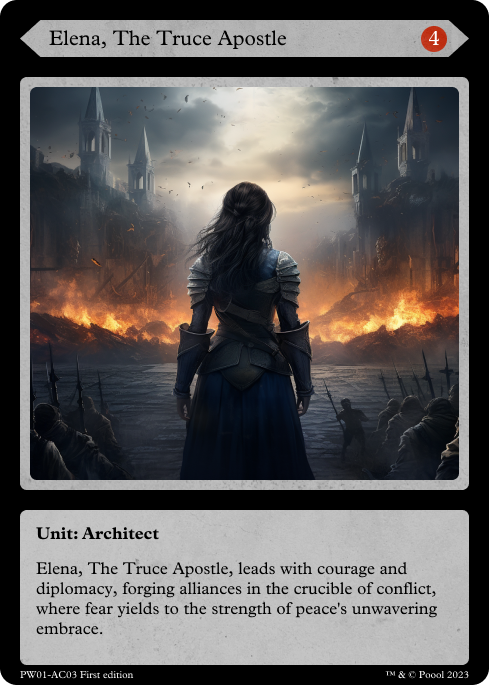 Elena, The Truce Apostle
4
Unit: Architect
Elena, The Truce Apostle, leads with courage and
diplomacy, forging alliances in the crucible of conflict,
where fear yields to the strength of peace's unwavering
embrace.
PW01-AC03 First edition
™ & © Poool 2023